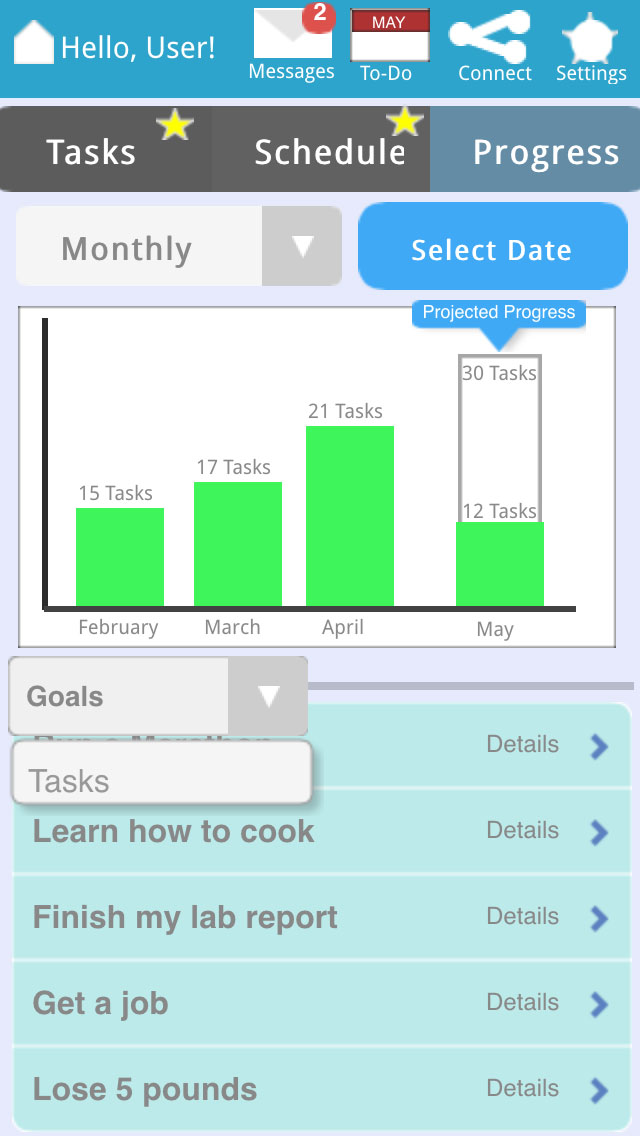 Hello, User!
2
Messages
MAY
To-Do
Connect
Settings
Tasks
Schedule
Progress
Monthly
Select Date
Projected Progress
30 Tasks
21 Tasks
17 Tasks
15 Tasks
12 Tasks
February
March
April
May
Goals
Details
Tasks
Learn how to cook
Details
Finish my lab report
Details
Get a job
Details
Lose 5 pounds
Details